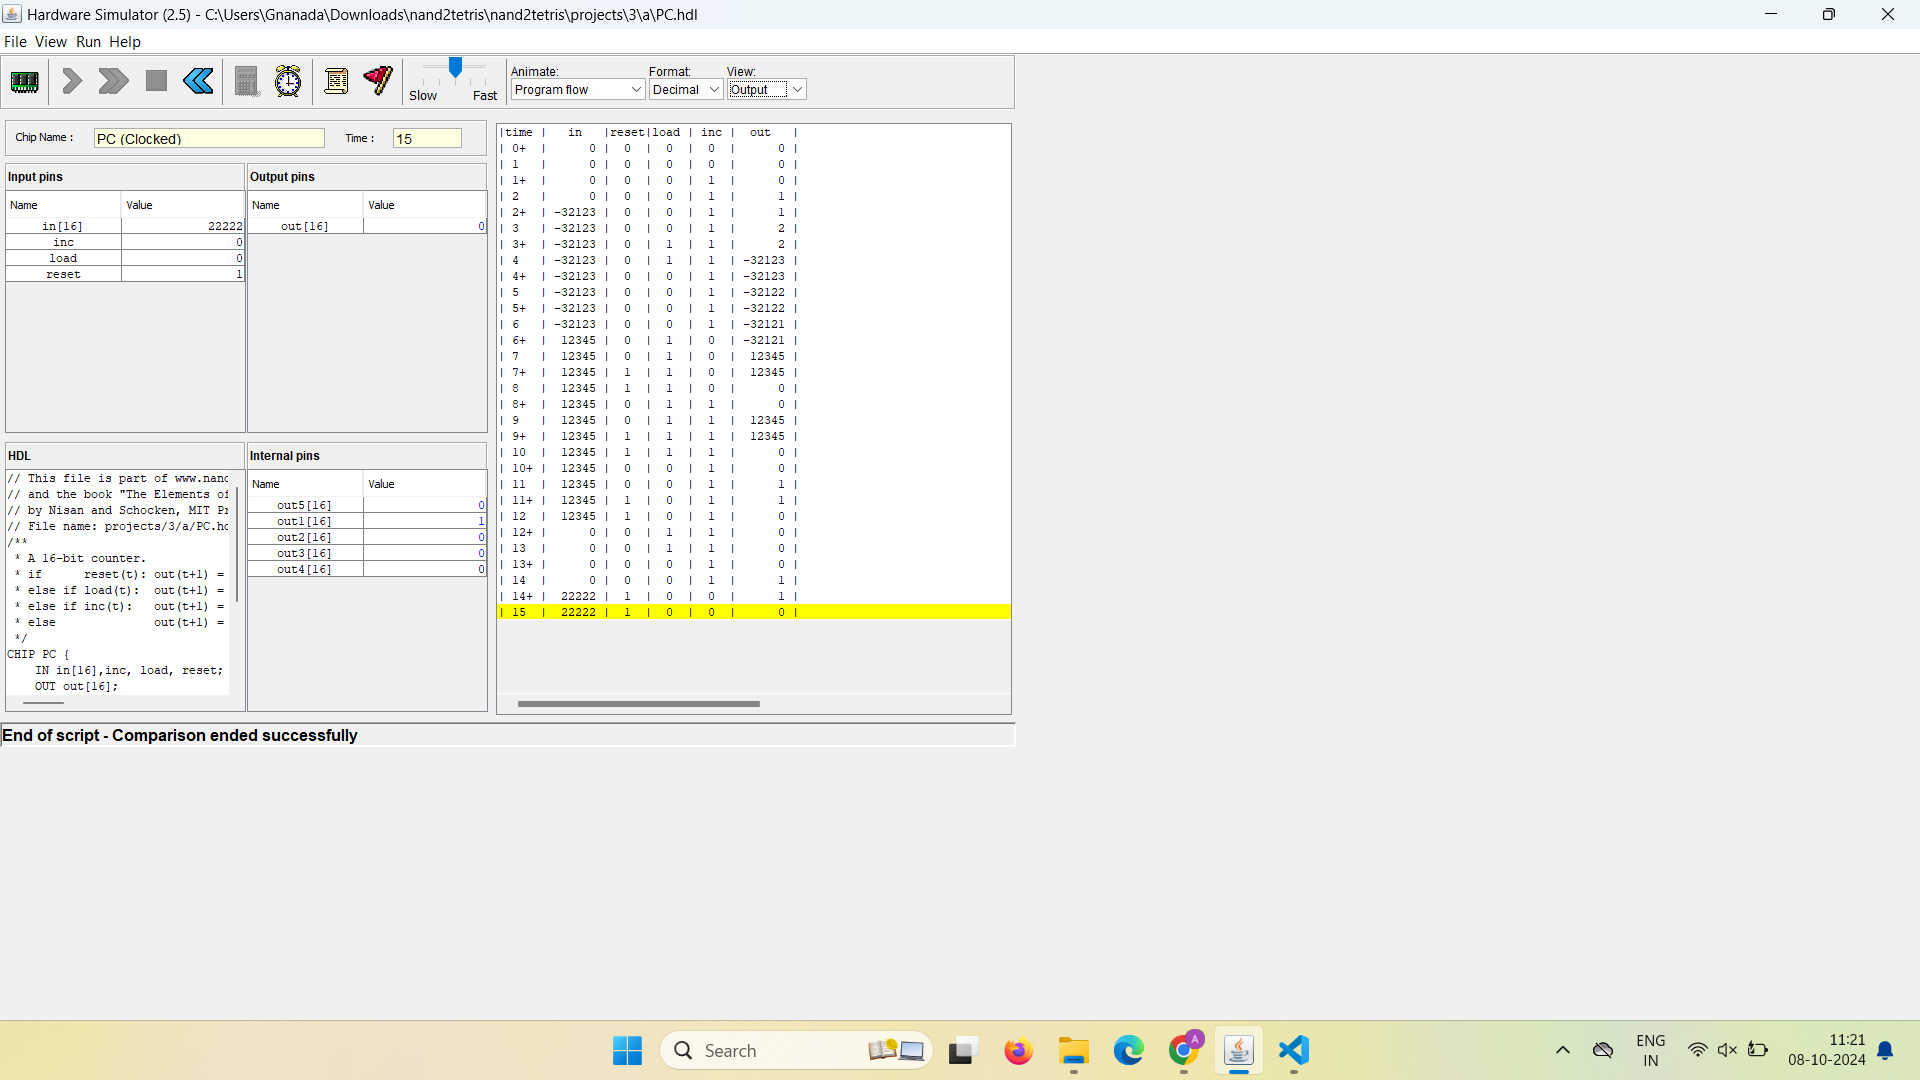 Hardware Simulator (2.5) - C:\Users\Gnanada\Downloads\nand2tetris\nand2tetris\projects\3\a\PC.hdl
File View Run Help
Slow Fast
Animate: Format: View:
Program flow Decimal Output
Chip Name : PC (Clocked) Time : 15
Input pins
Name Value
in[16] 22222
inc 0
load 0
reset 1
Output pins
Name Value
out[16] 0
HDL
// This file is part of www.nand
// and the book "The Elements of
// by Nisan and Schocken, MIT Pr
// File name: projects/3/a/PC.hd
/**
* A 16-bit counter.
* if reset(t): out(t+1) =
* else if load(t): out(t+1) =
* else if inc(t): out(t+1) =
* else out(t+1) =
*/
CHIP PC {
IN in[16],inc, load, reset;
OUT out[16];
Internal pins
Name Value
out5[16] 0
out1[16] 1
out2[16] 0
out3[16] 0
out4[16] 0
|time | in |reset|load | inc | out |
| 0+ | 0 | 0 | 0 | 0 | 0 |
| 1 | 0 | 0 | 0 | 0 | 0 |
| 1+ | 0 | 0 | 0 | 1 | 0 |
| 2 | 0 | 0 | 0 | 1 | 1 |
| 2+ | -32123 | 0 | 0 | 1 | 1 |
| 3 | -32123 | 0 | 0 | 1 | 2 |
| 3+ | -32123 | 0 | 1 | 1 | 2 |
| 4 | -32123 | 0 | 1 | 1 | -32123 |
| 4+ | -32123 | 0 | 0 | 1 | -32123 |
| 5 | -32123 | 0 | 0 | 1 | -32122 |
| 5+ | -32123 | 0 | 0 | 1 | -32122 |
| 6 | -32123 | 0 | 0 | 1 | -32121 |
| 6+ | 12345 | 0 | 1 | 0 | -32121 |
| 7 | 12345 | 0 | 1 | 0 | 12345 |
| 7+ | 12345 | 1 | 1 | 0 | 12345 |
| 8 | 12345 | 1 | 1 | 0 | 0 |
| 8+ | 12345 | 0 | 1 | 1 | 0 |
| 9 | 12345 | 0 | 1 | 1 | 12345 |
| 9+ | 12345 | 1 | 1 | 1 | 12345 |
| 10 | 12345 | 1 | 1 | 1 | 0 |
| 10+ | 12345 | 0 | 0 | 1 | 0 |
| 11 | 12345 | 0 | 0 | 1 | 1 |
| 11+ | 12345 | 1 | 0 | 1 | 1 |
| 12 | 12345 | 1 | 0 | 1 | 0 |
| 12+ | 0 | 0 | 1 | 1 | 0 |
| 13 | 0 | 0 | 1 | 1 | 0 |
| 13+ | 0 | 0 | 0 | 1 | 0 |
| 14 | 0 | 0 | 0 | 1 | 1 |
| 14+ | 22222 | 1 | 0 | 0 | 1 |
| 15 | 22222 | 1 | 0 | 0 | 0 |
End of script - Comparison ended successfully
Search
A
ENG
IN
11:21
08-10-2024